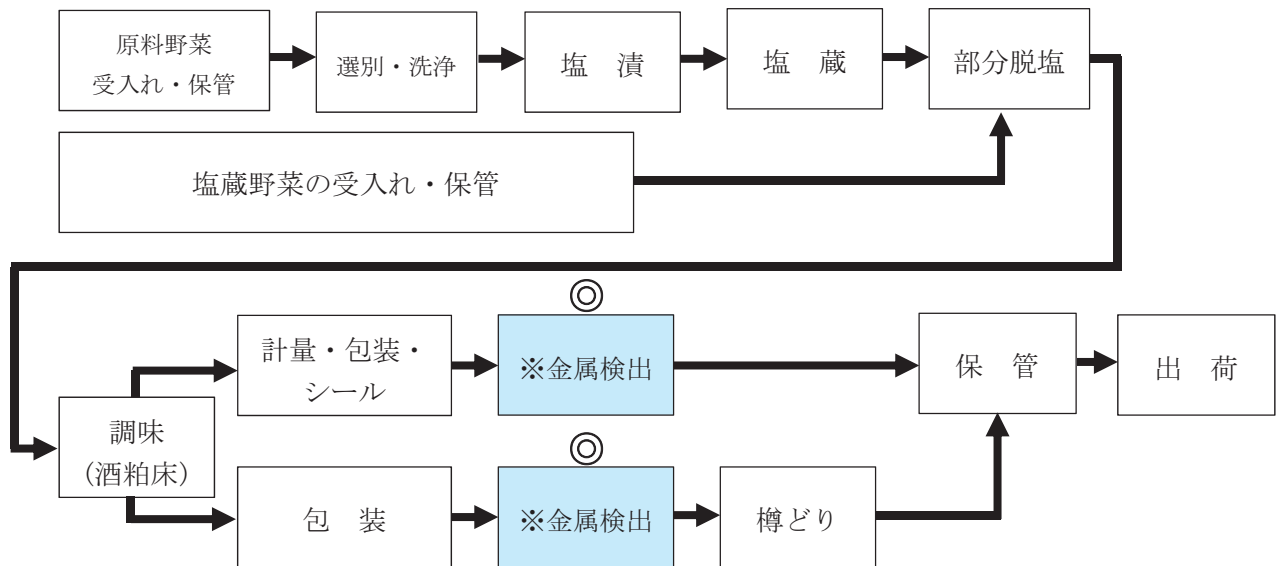 原料野菜
受入れ・保管
選別・洗浄
塩 漬
塩 蔵
部分脱塩
塩蔵野菜の受入れ・保管
◎
計量・包装・
シール
※金属検出
保 管
出 荷
調味
(酒粕床)
◎
包 装
※金属検出
樽どり